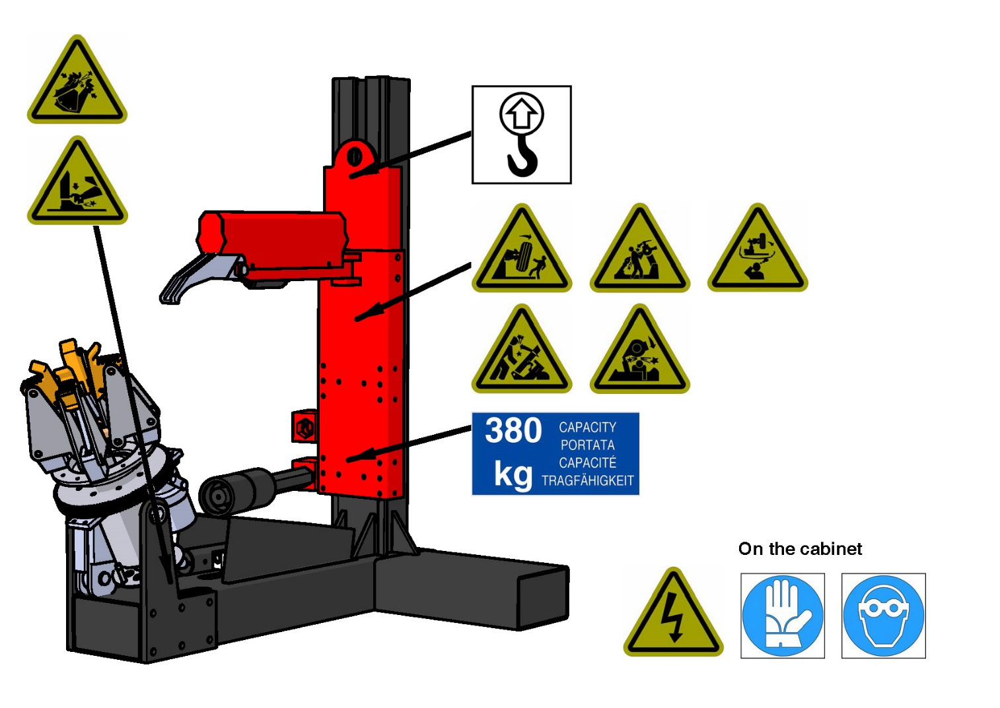 380
kg
CAPACITY
PORTATA
CAPACITÉ
TRAGFÄHIGKEIT
On the cabinet